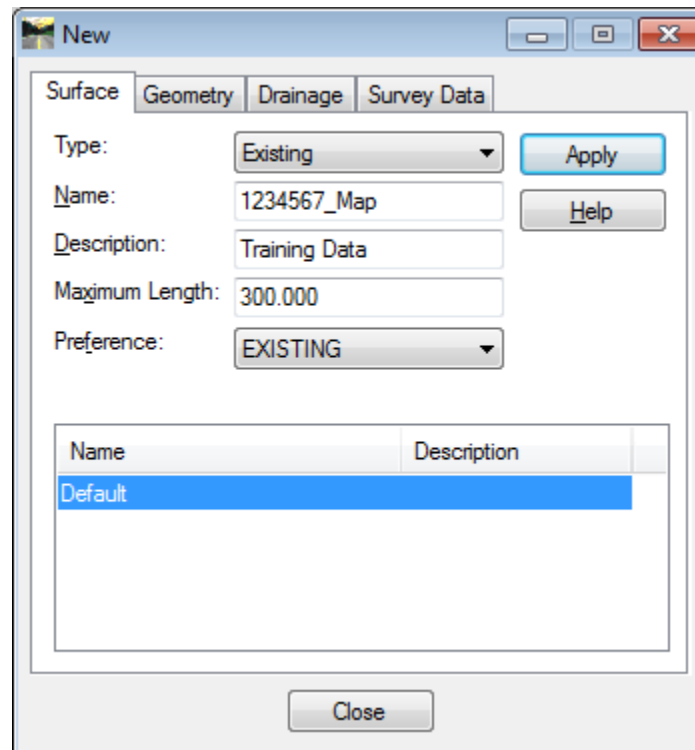 New
Surface Geometry Drainage Survey Data
Type: Existing Apply
Name: 1234567_Map Help
Description: Training Data
Maximum Length: 300.000
Preference: EXISTING
Name Description
Default
Close